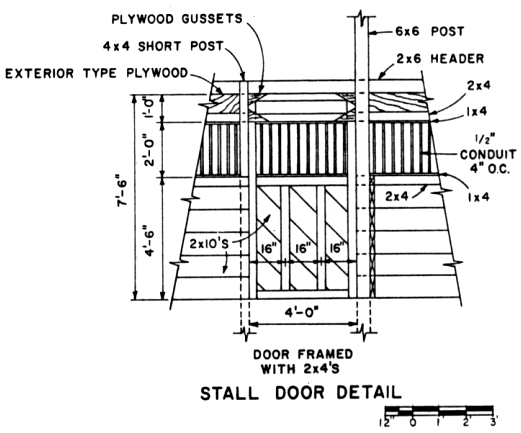 PLYWOOD GUSSETS
4x4 SHORT POST
EXTERIOR TYPE PLYWOOD
6x6 POST
2x6 HEADER
2x4
1x4
1/2"
CONDUIT
4" O.C.
2x4
1x4
1'-0"
2'-0"
7'-6"
4'-6"
2x10'S
16" 16" 16"
4'-0"
DOOR FRAMED
WITH 2x4'S
STALL DOOR DETAIL
12" 0 1' 2' 3'